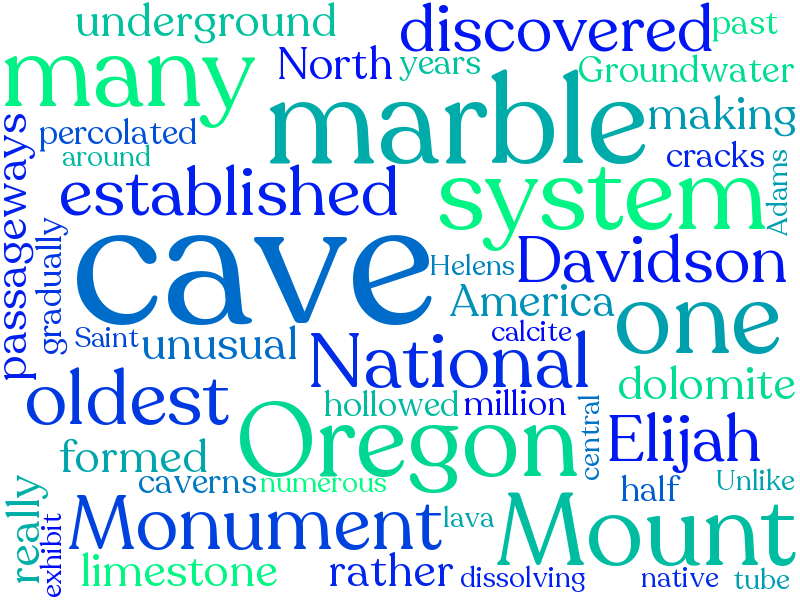 underground
discovered
past
many
North
years
Groundwater
marble
making
passageways
percolated
around
cracks
established
system
Adams
gradually
cave
Helens
Davidson
America
one
Saint
unusual
calcite
National
oldest
hollowed
million
dolomite
Oregon
central
Elijah
formed
caverns
numerous
half
Unlike
really
exhibit
Monument
lava
Mount
limestone
rather
dissolving
native
tube